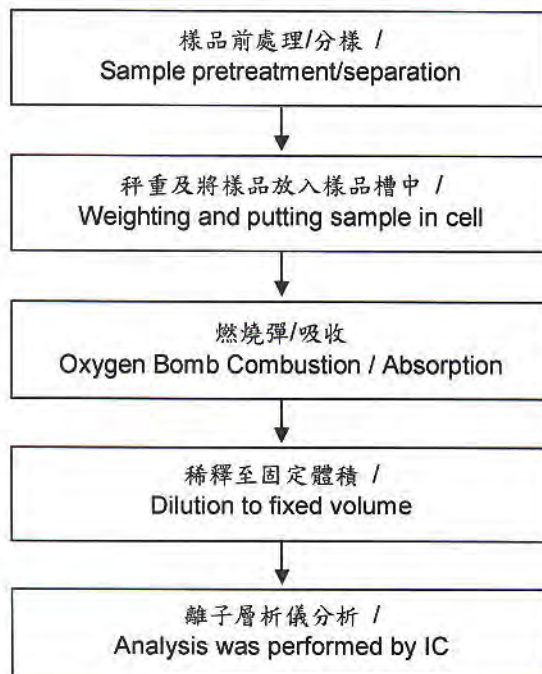 樣品前處理/分樣 /
Sample pretreatment/separation
秤重及將樣品放入樣品槽中 /
Weighting and putting sample in cell
燃燒彈/吸收
Oxygen Bomb Combustion / Absorption
稀釋至固定體積 /
Dilution to fixed volume
離子層析儀分析 /
Analysis was performed by IC